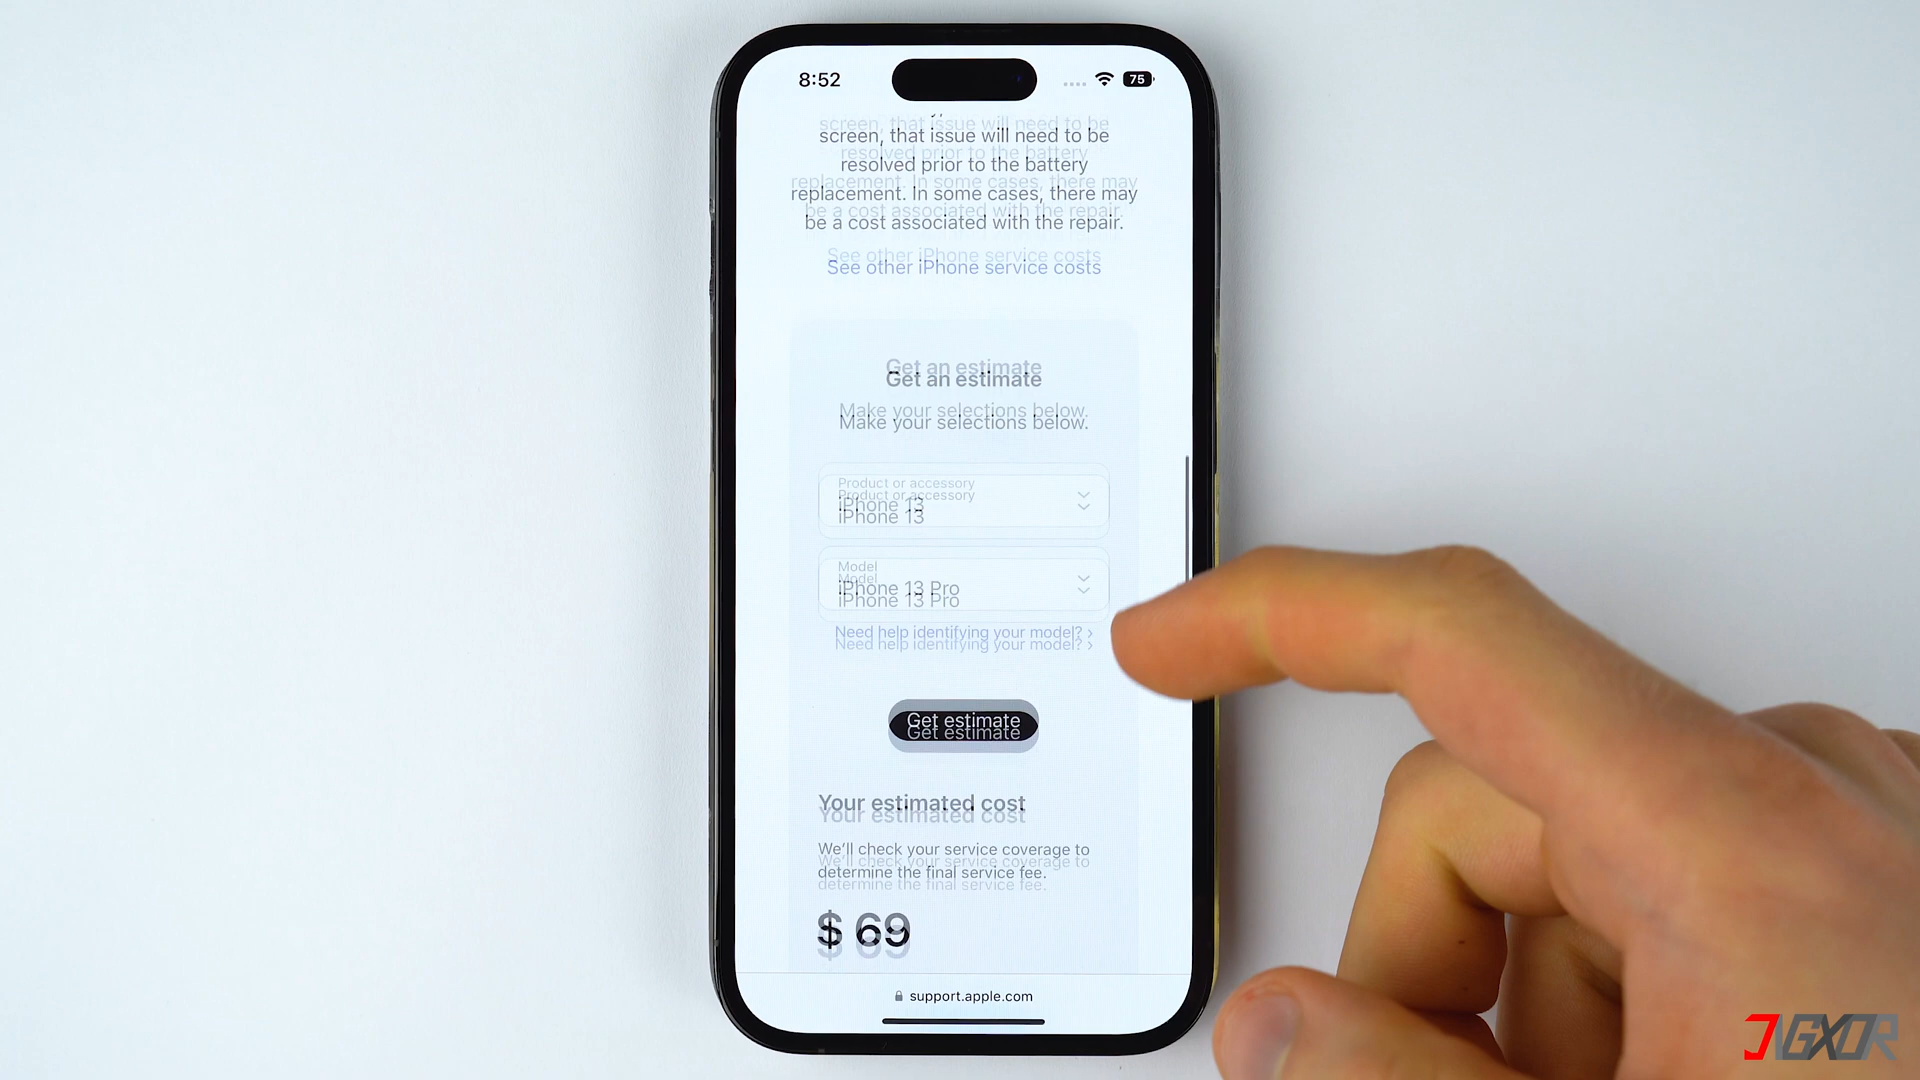 8:52
75
screen, that issue will need to be
resolved prior to the battery
replacement. In some cases, there may
be a cost associated with the repair.
See other iPhone service costs
Get an estimate
Make your selections below.
Product or accessory
iPhone 13
Model
iPhone 13 Pro
Need help identifying your model? >
Get estimate
Your estimated cost
We'll check your service coverage to
determine the final service fee.
$ 69
support.apple.com
JIGXOR